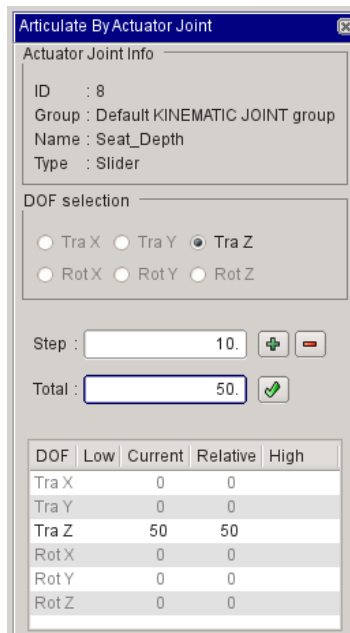 Articulate By Actuator Joint
Actuator Joint Info
ID : 8
Group : Default KINEMATIC JOINT group
Name : Seat_Depth
Type : Slider
DOF selection
Tra X Tra Y Tra Z
Rot X Rot Y Rot Z
Step : 10.
Total : 50.
DOF Low Current Relative High
Tra X 0 0
Tra Y 0 0
Tra Z 50 50
Rot X 0 0
Rot Y 0 0
Rot Z 0 0